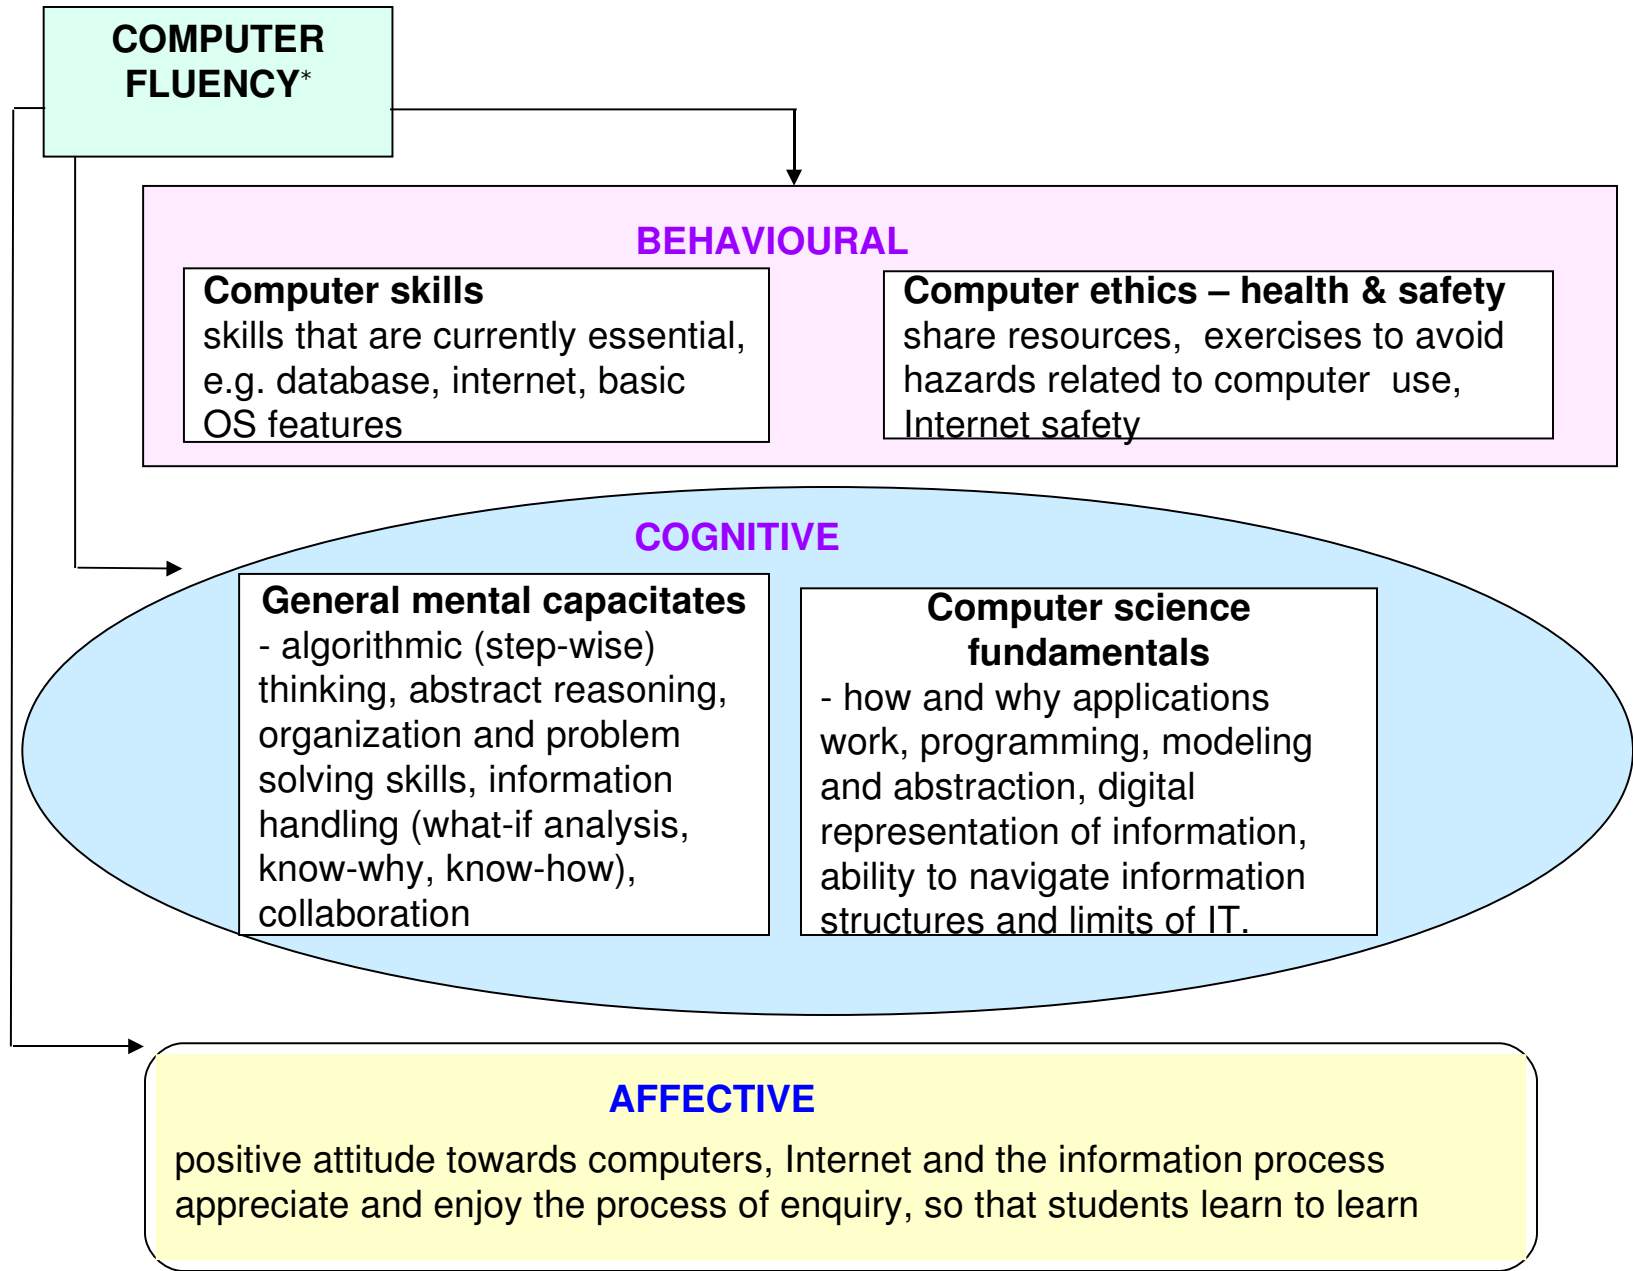 COMPUTER
FLUENCY*
BEHAVIOURAL
Computer skills
skills that are currently essential,
e.g. database, internet, basic
OS features
Computer ethics – health & safety
share resources, exercises to avoid
hazards related to computer use,
Internet safety
COGNITIVE
General mental capacitates
- algorithmic (step-wise)
thinking, abstract reasoning,
organization and problem
solving skills, information
handling (what-if analysis,
know-why, know-how),
collaboration
Computer science
fundamentals
- how and why applications
work, programming, modeling
and abstraction, digital
representation of information,
ability to navigate information
structures and limits of IT.
AFFECTIVE
positive attitude towards computers, Internet and the information process
appreciate and enjoy the process of enquiry, so that students learn to learn